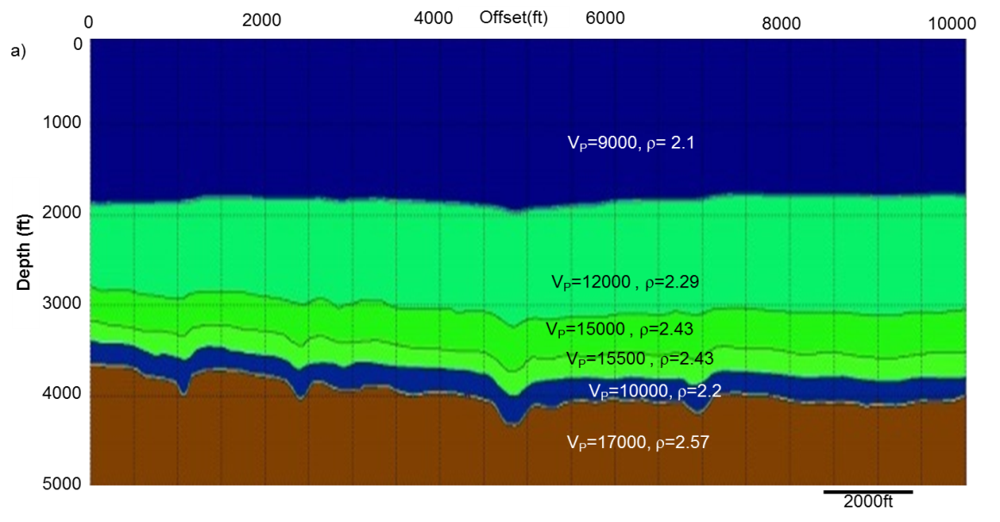 0 2000 4000 Offset(ft) 6000 8000 10000
a)
0
1000
2000
3000
4000
5000
Depth (ft)
VP=9000, ρ= 2.1
VP=12000 , ρ=2.29
VP=15000 , ρ=2.43
VP=15500 , ρ=2.43
VP=10000, ρ=2.2
VP=17000, ρ=2.57
2000ft